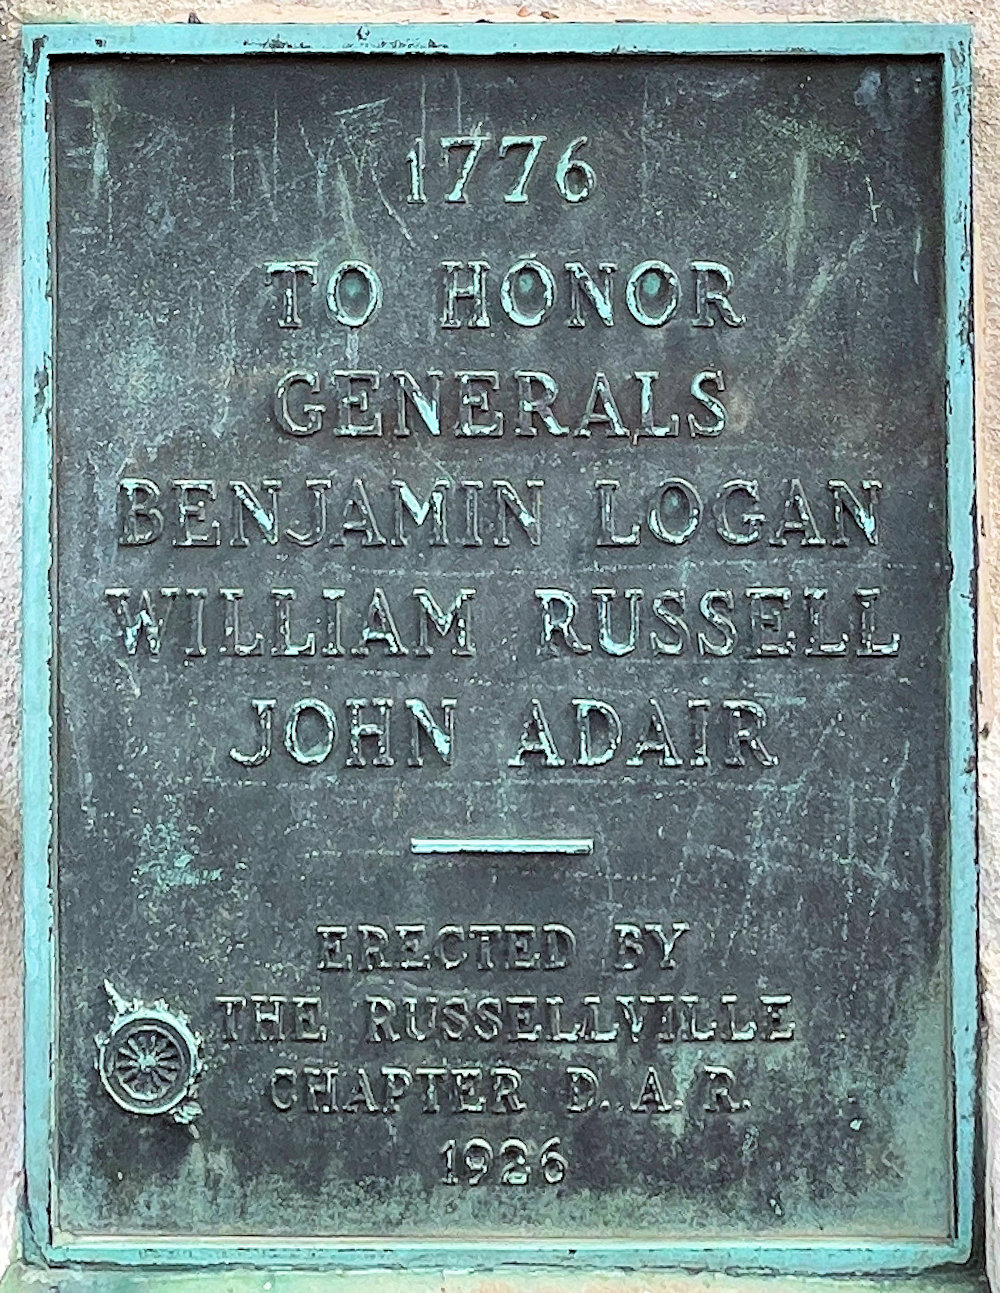 1776
TO HONOR
GENERALS
BENJAMIN LOGAN
WILLIAM RUSSELL
JOHN ADAIR
ERECTED BY
THE RUSSELLVILLE
CHAPTER D.A.R.
1926